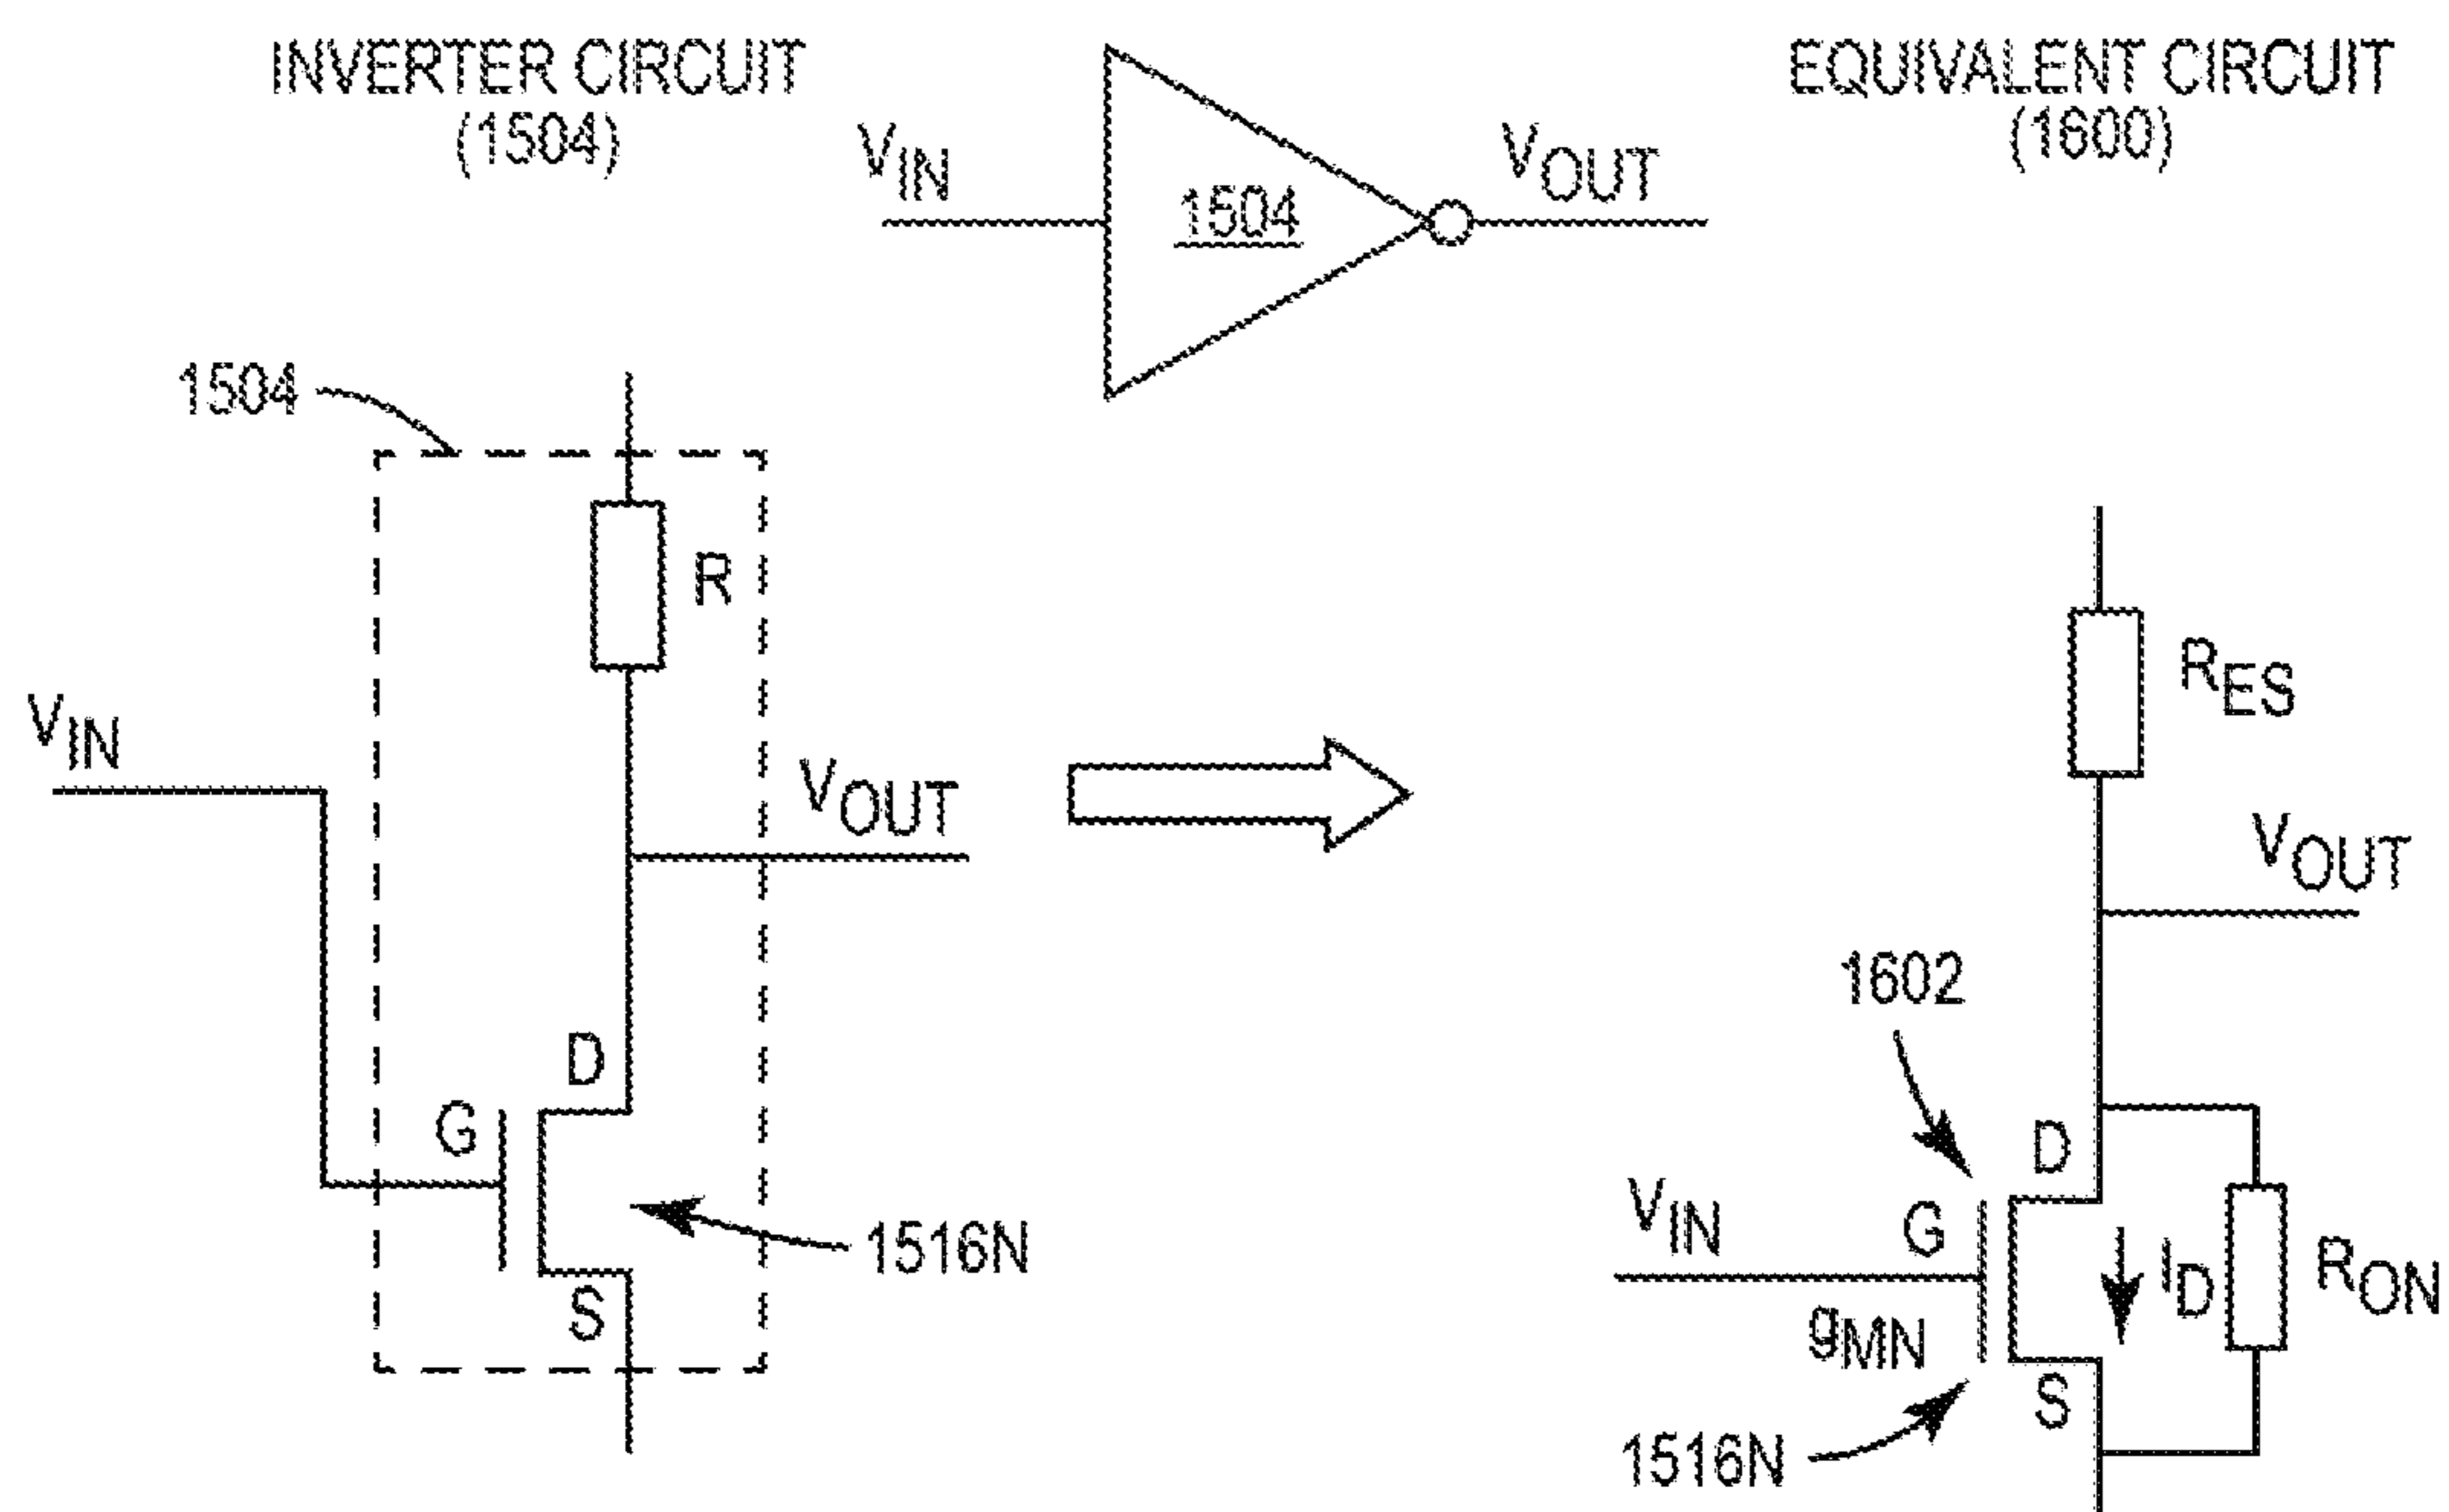 INVERTER CIRCUIT
(1504)
VIN
1504
VOUT
EQUIVALENT CIRCUIT
(1600)
1504
R
VIN
VOUT
D
G
S
1516N
RES
VOUT
1602
D
VIN
G
ID
RON
gMN
S
1516N